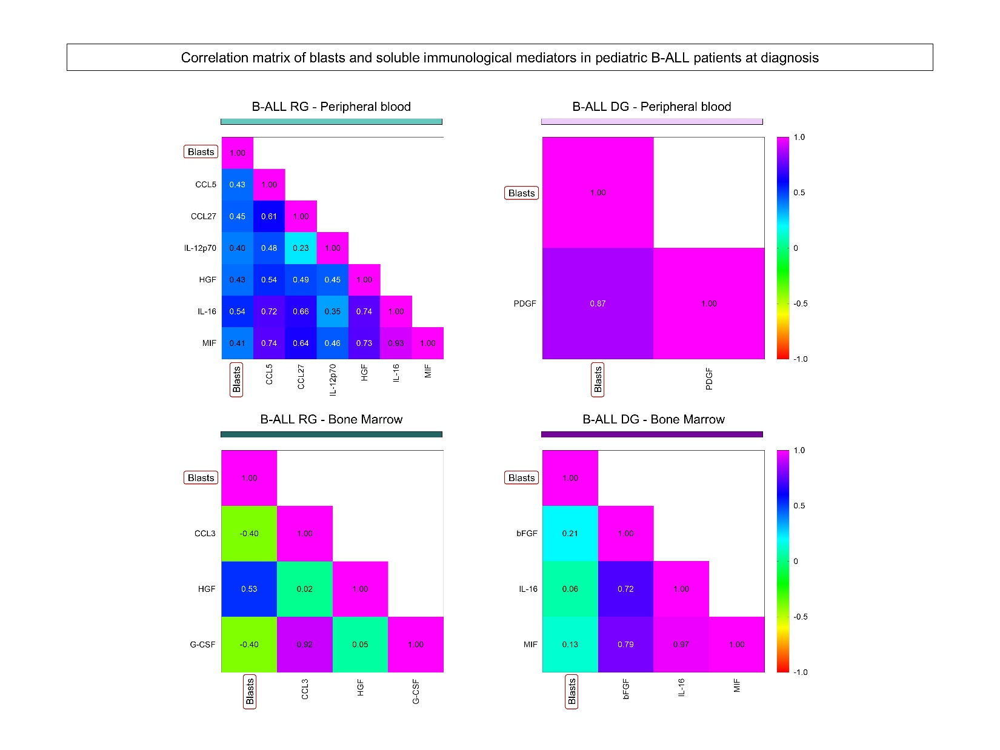 Correlation matrix of blasts and soluble immunological mediators in pediatric B-ALL patients at diagnosis
B-ALL RG - Peripheral blood
Blasts 1.00
CCL5 0.43 1.00
CCL27 0.45 0.61 1.00
IL-12p70 0.40 0.48 0.23 1.00
HGF 0.43 0.54 0.49 0.45 1.00
IL-16 0.54 0.72 0.66 0.35 0.74 1.00
MIF 0.41 0.74 0.64 0.46 0.73 0.93 1.00
Blasts CCL5 CCL27 IL-12p70 HGF IL-16 MIF
B-ALL DG - Peripheral blood
Blasts 1.00
PDGF 0.87 1.00
Blasts PDGF
1.0
0.5
0
-0.5
-1.0
B-ALL RG - Bone Marrow
Blasts 1.00
CCL3 -0.40 1.00
HGF 0.53 0.02 1.00
G-CSF -0.40 0.92 0.05 1.00
Blasts CCL3 HGF G-CSF
B-ALL DG - Bone Marrow
Blasts 1.00
bFGF 0.21 1.00
IL-16 0.06 0.72 1.00
MIF 0.13 0.79 0.97 1.00
Blasts bFGF IL-16 MIF
1.0
0.5
0
-0.5
-1.0